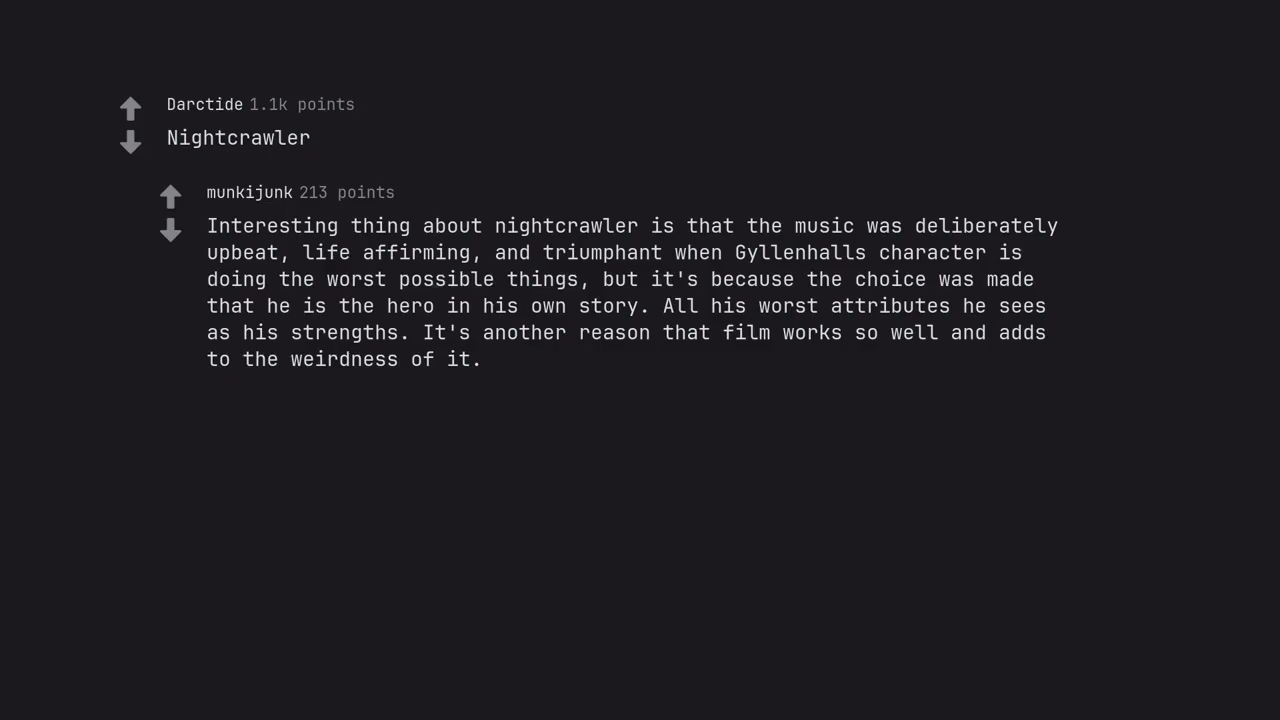 Darctide 1.1k points
Nightcrawler
munkijunk 213 points
Interesting thing about nightcrawler is that the music was deliberately
upbeat, life affirming, and triumphant when Gyllenhalls character is
doing the worst possible things, but it's because the choice was made
that he is the hero in his own story. All his worst attributes he sees
as his strengths. It's another reason that film works so well and adds
to the weirdness of it.